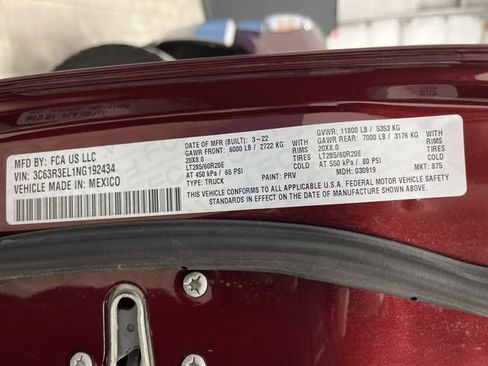 MFD BY: FCA US LLC
VIN: 3C63R3EL1NG192434
VEHICLE MADE IN: MEXICO
DATE OF MFR (BUILT): 3-22
GVWR: 11800 LB / 5353 KG
GAWR FRONT: 6000 LB / 2722 KG WITH
GAWR REAR: 7000 LB / 3176 KG WITH
20X8.0 RIMS
20X8.0 RIMS
LT285/60R20E TIRES
LT285/60R20E TIRES
AT 450 kPa / 65 PSI COLD
AT 550 kPa / 80 PSI COLD
TYPE: TRUCK
PAINT: PRV
MDH: 030919
MKT: 875
THIS VEHICLE CONFORMS TO ALL APPLICABLE U.S.A. FEDERAL MOTOR VEHICLE SAFETY
STANDARDS IN EFFECT ON THE DATE OF MANUFACTURE SHOWN ABOVE.